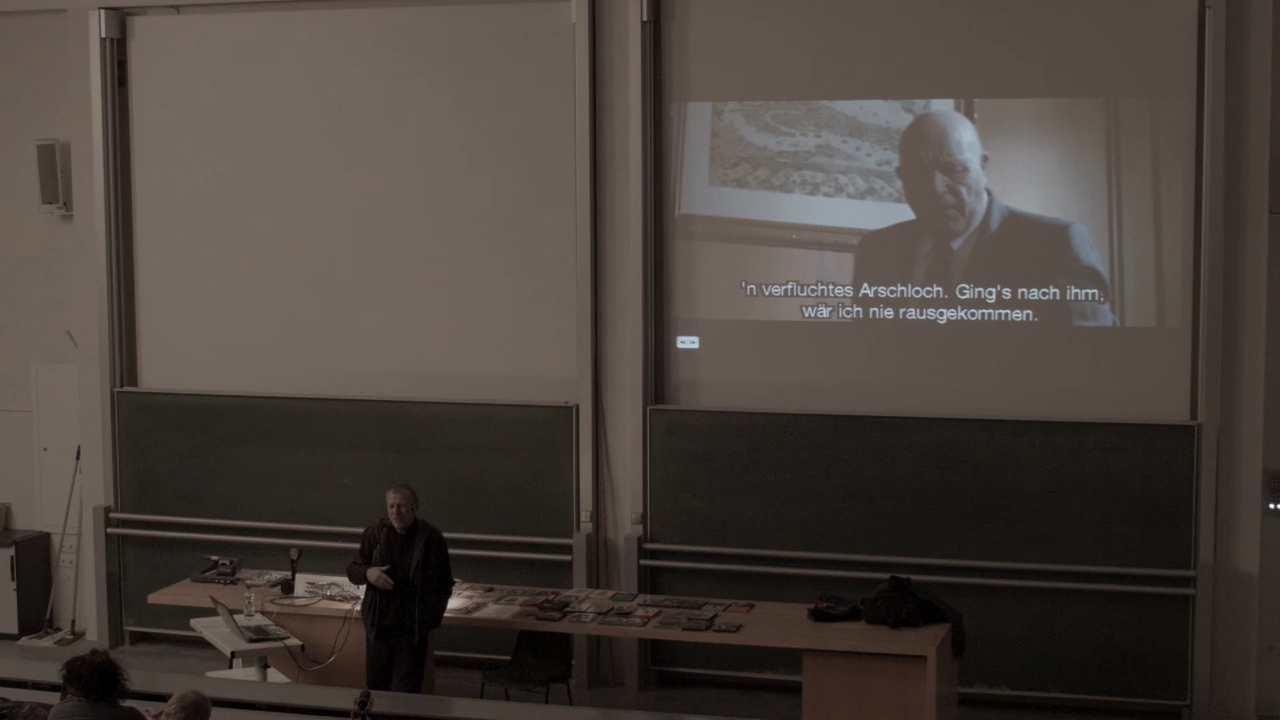 'n verfluchtes Arschloch. Ging's nach ihm,
wär ich nie rausgekommen.